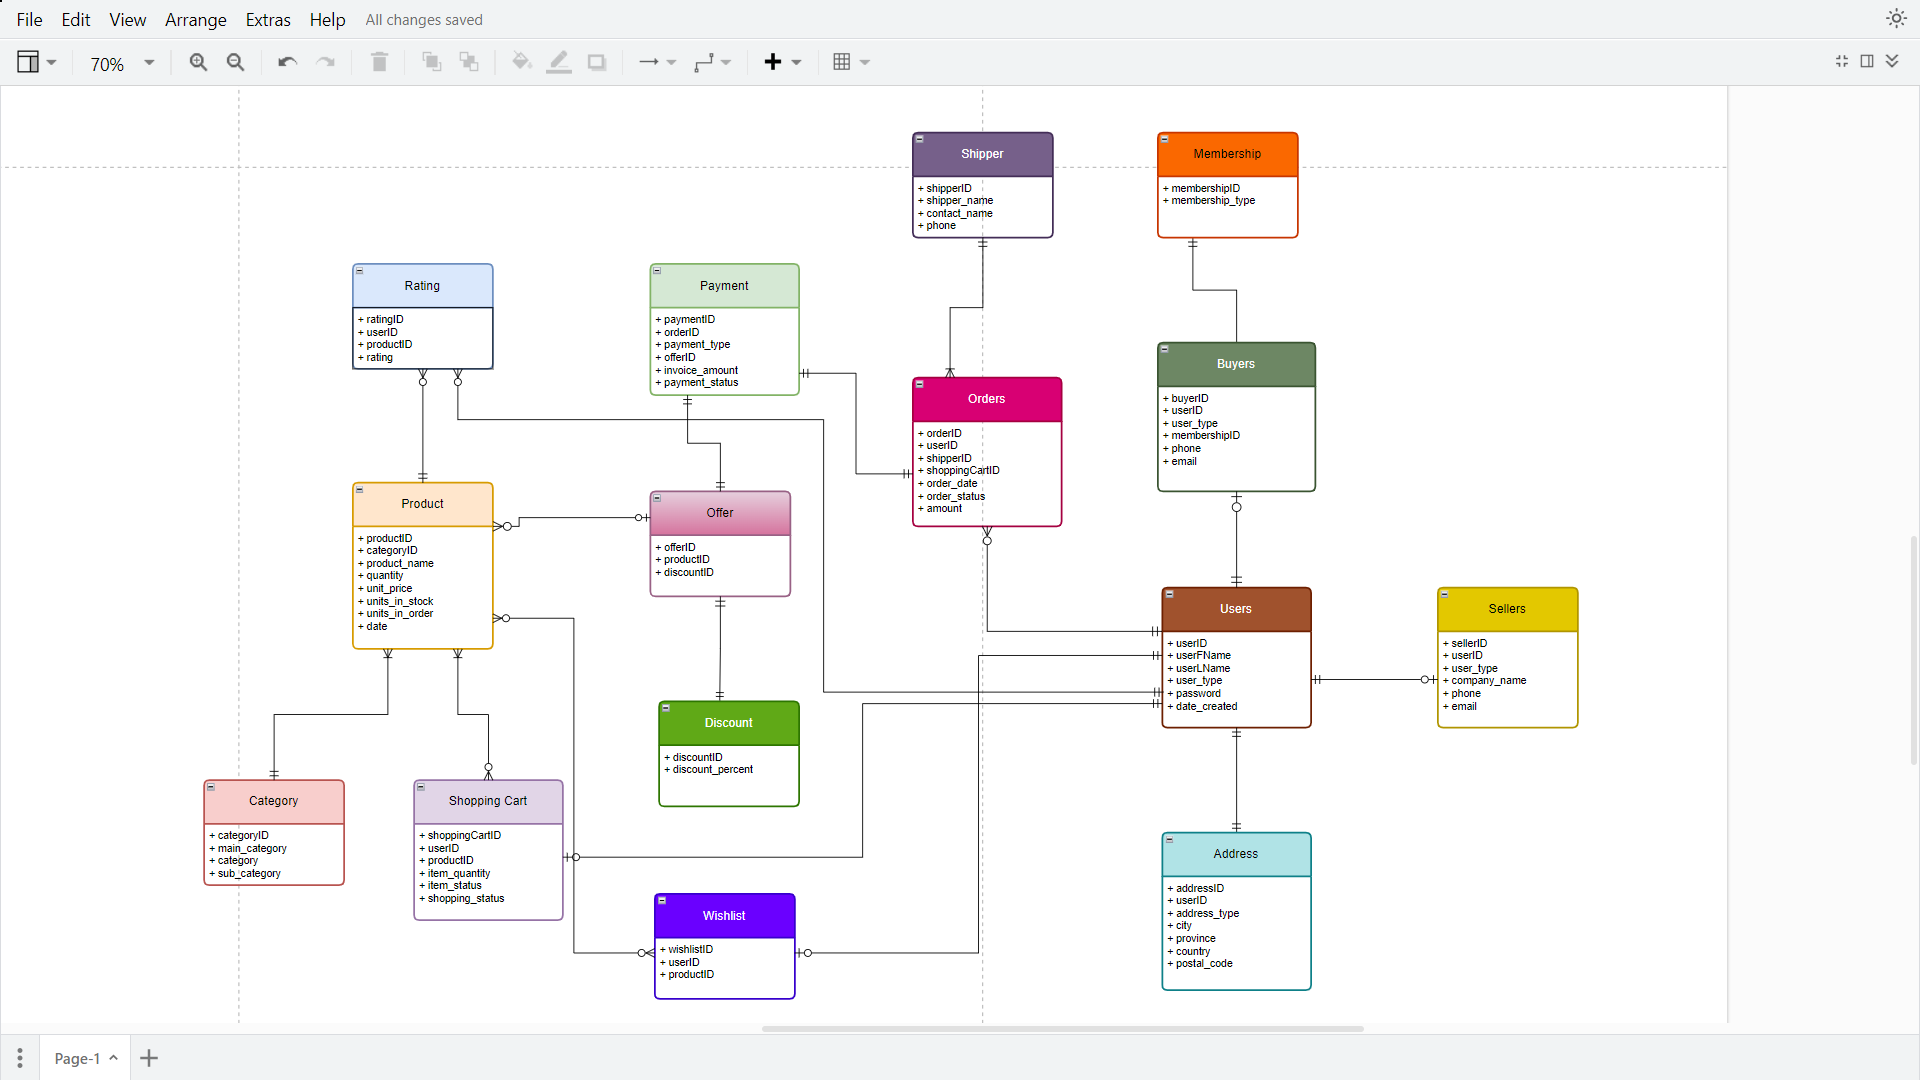 File Edit View Arrange Extras Help All changes saved
70%
Shipper
+ shipperID
+ shipper_name
+ contact_name
+ phone
Membership
+ membershipID
+ membership_type
Rating
+ ratingID
+ userID
+ productID
+ rating
Payment
+ paymentID
+ orderID
+ payment_type
+ offerID
+ invoice_amount
+ payment_status
Orders
+ orderID
+ userID
+ shipperID
+ shoppingCartID
+ order_date
+ order_status
+ amount
Buyers
+ buyerID
+ userID
+ user_type
+ membershipID
+ phone
+ email
Product
+ productID
+ categoryID
+ product_name
+ quantity
+ unit_price
+ units_in_stock
+ units_in_order
+ date
Offer
+ offerID
+ productID
+ discountID
Users
+ userID
+ userFName
+ userLName
+ user_type
+ password
+ date_created
Sellers
+ sellerID
+ userID
+ user_type
+ company_name
+ phone
+ email
Discount
+ discountID
+ discount_percent
Category
+ categoryID
+ main_category
+ category
+ sub_category
Shopping Cart
+ shoppingCartID
+ userID
+ productID
+ item_quantity
+ item_status
+ shopping_status
Wishlist
+ wishlistID
+ userID
+ productID
Address
+ addressID
+ userID
+ address_type
+ city
+ province
+ country
+ postal_code
Page-1